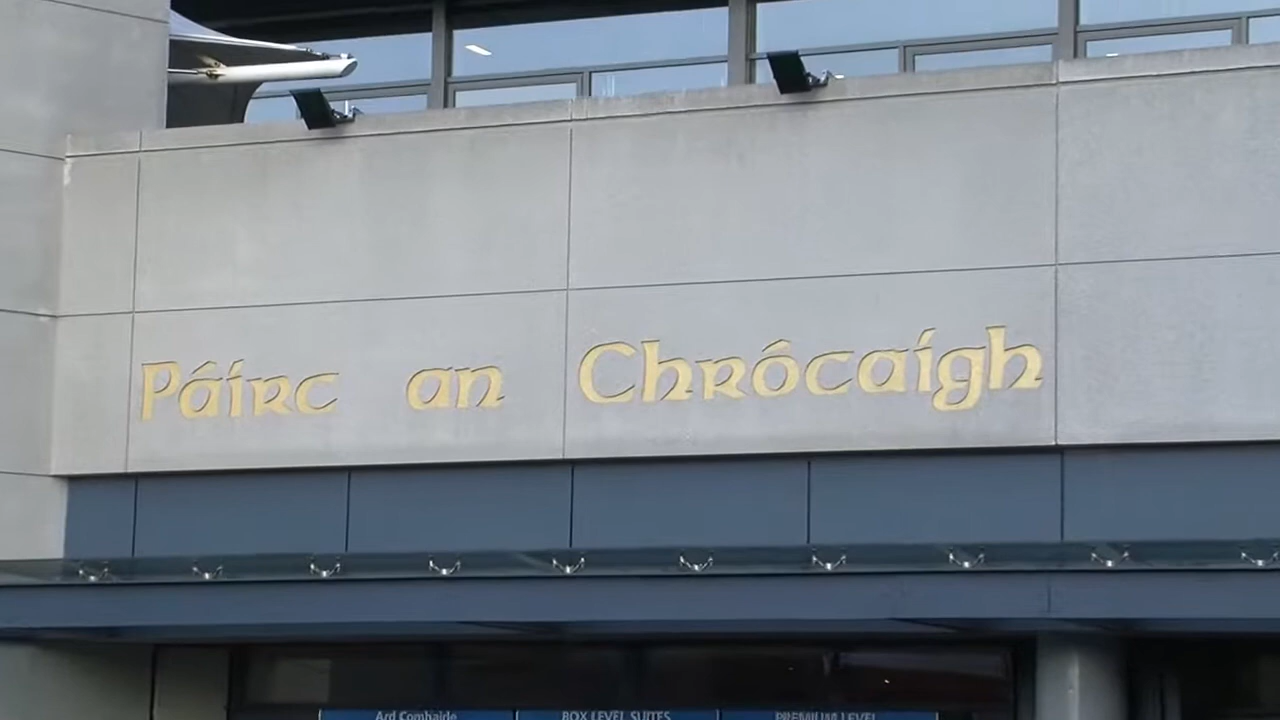 Páirc an Chrócaigh
Ard Comhairle BOX LEVEL SUITES PREMIUM LEVEL